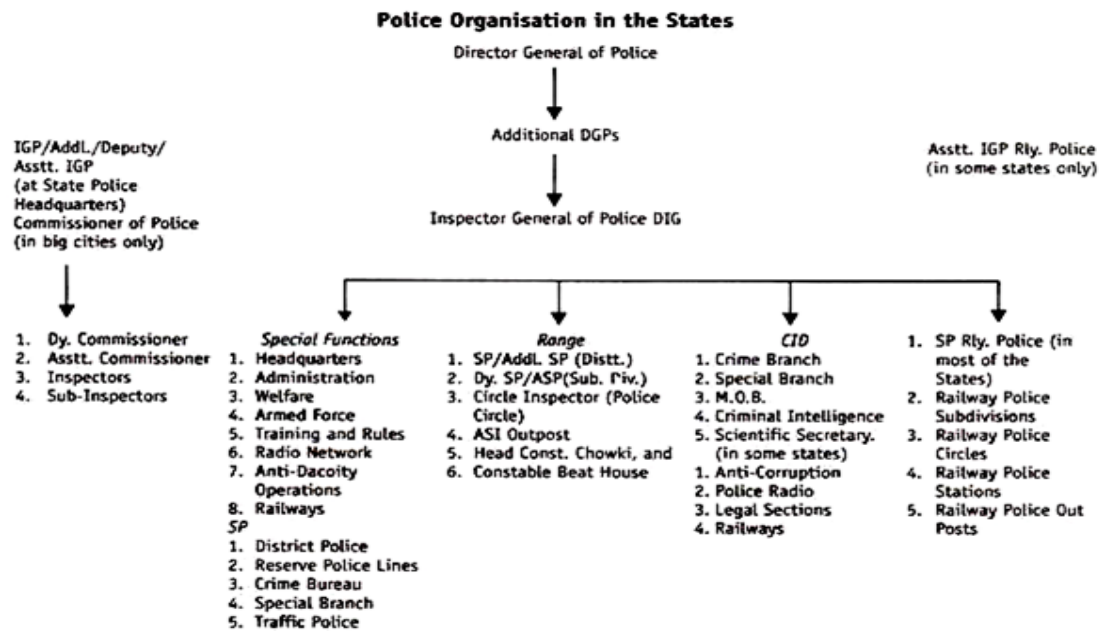 Police Organisation in the States
Director General of Police
Additional DGPs
Inspector General of Police DIG
IGP/Addl./Deputy/
Asstt. IGP
(at State Police
Headquarters)
Commissioner of Police
(in big cities only)
Asstt. IGP Rly. Police
(in some states only)
1. Dy. Commissioner
2. Asstt. Commissioner
3. Inspectors
4. Sub-Inspectors
Special Functions
1. Headquarters
2. Administration
3. Welfare
4. Armed Force
5. Training and Rules
6. Radio Network
7. Anti-Dacoity
Operations
8. Railways
SP
1. District Police
2. Reserve Police Lines
3. Crime Bureau
4. Special Branch
5. Traffic Police
Range
1. SP/Addl. SP (Distt.)
2. Dy. SP/ASP(Sub. Div.)
3. Circle Inspector (Police
Circle)
4. ASI Outpost
5. Head Const. Chowki, and
6. Constable Beat House
CID
1. Crime Branch
2. Special Branch
3. M.O.B.
4. Criminal Intelligence
5. Scientific Secretary.
(in some states)
1. Anti-Corruption
2. Police Radio
3. Legal Sections
4. Railways
1. SP Rly. Police (in
most of the
States)
2. Railway Police
Subdivisions
3. Railway Police
Circles
4. Railway Police
Stations
5. Railway Police Out
Posts